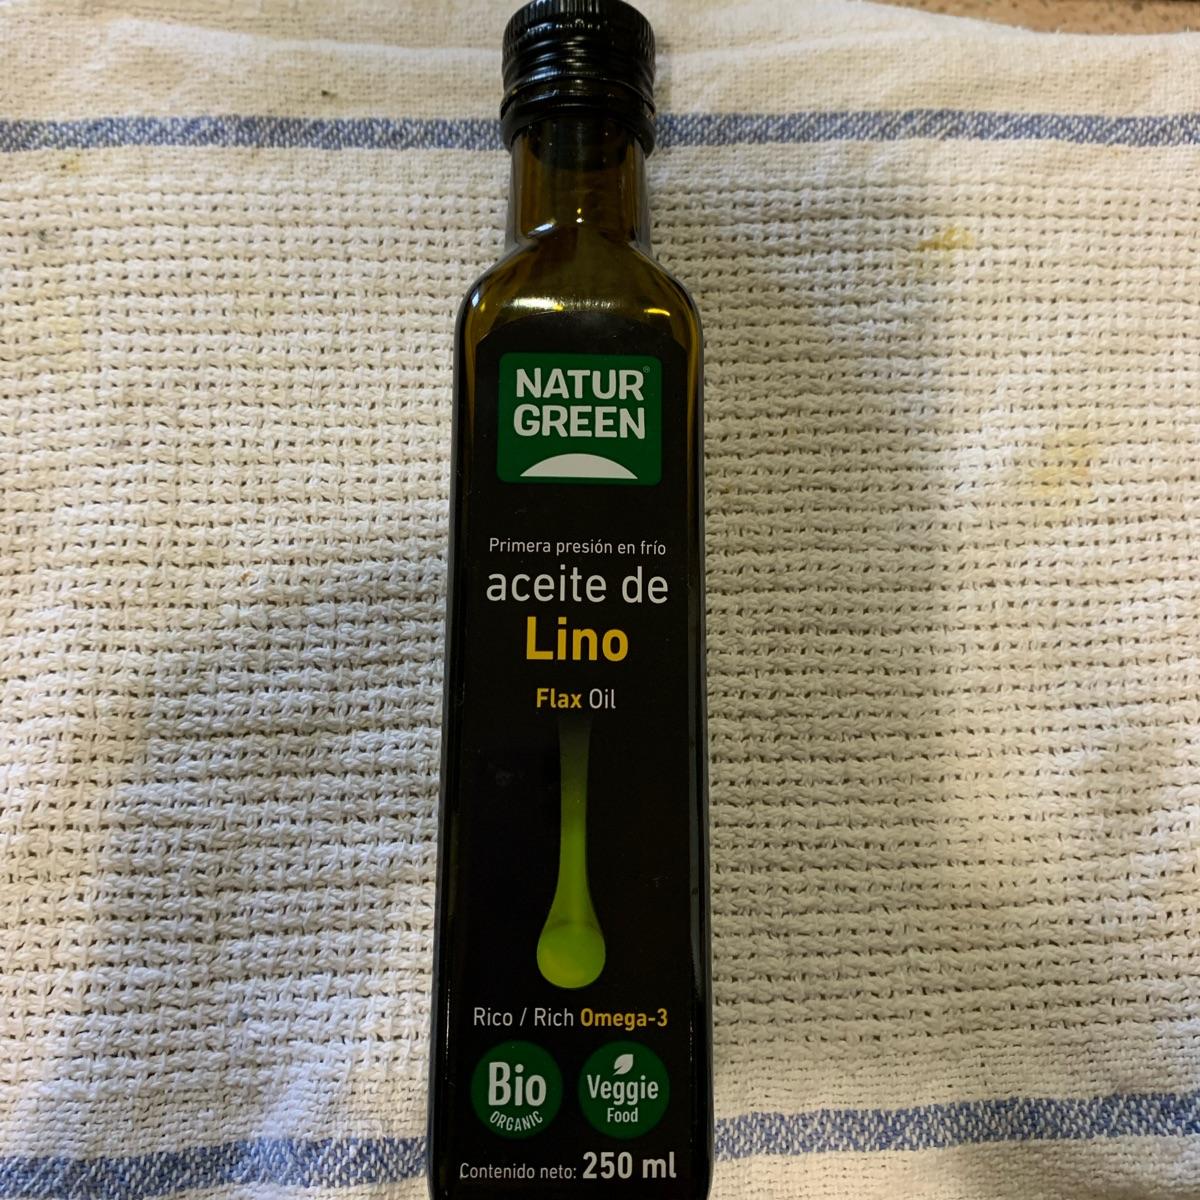 NATUR®
GREEN
Primera presión en frío
aceite de
Lino
Flax Oil
Rico / Rich Omega-3
Bio
ORGANIC
Veggie
Food
Contenido neto: 250 ml